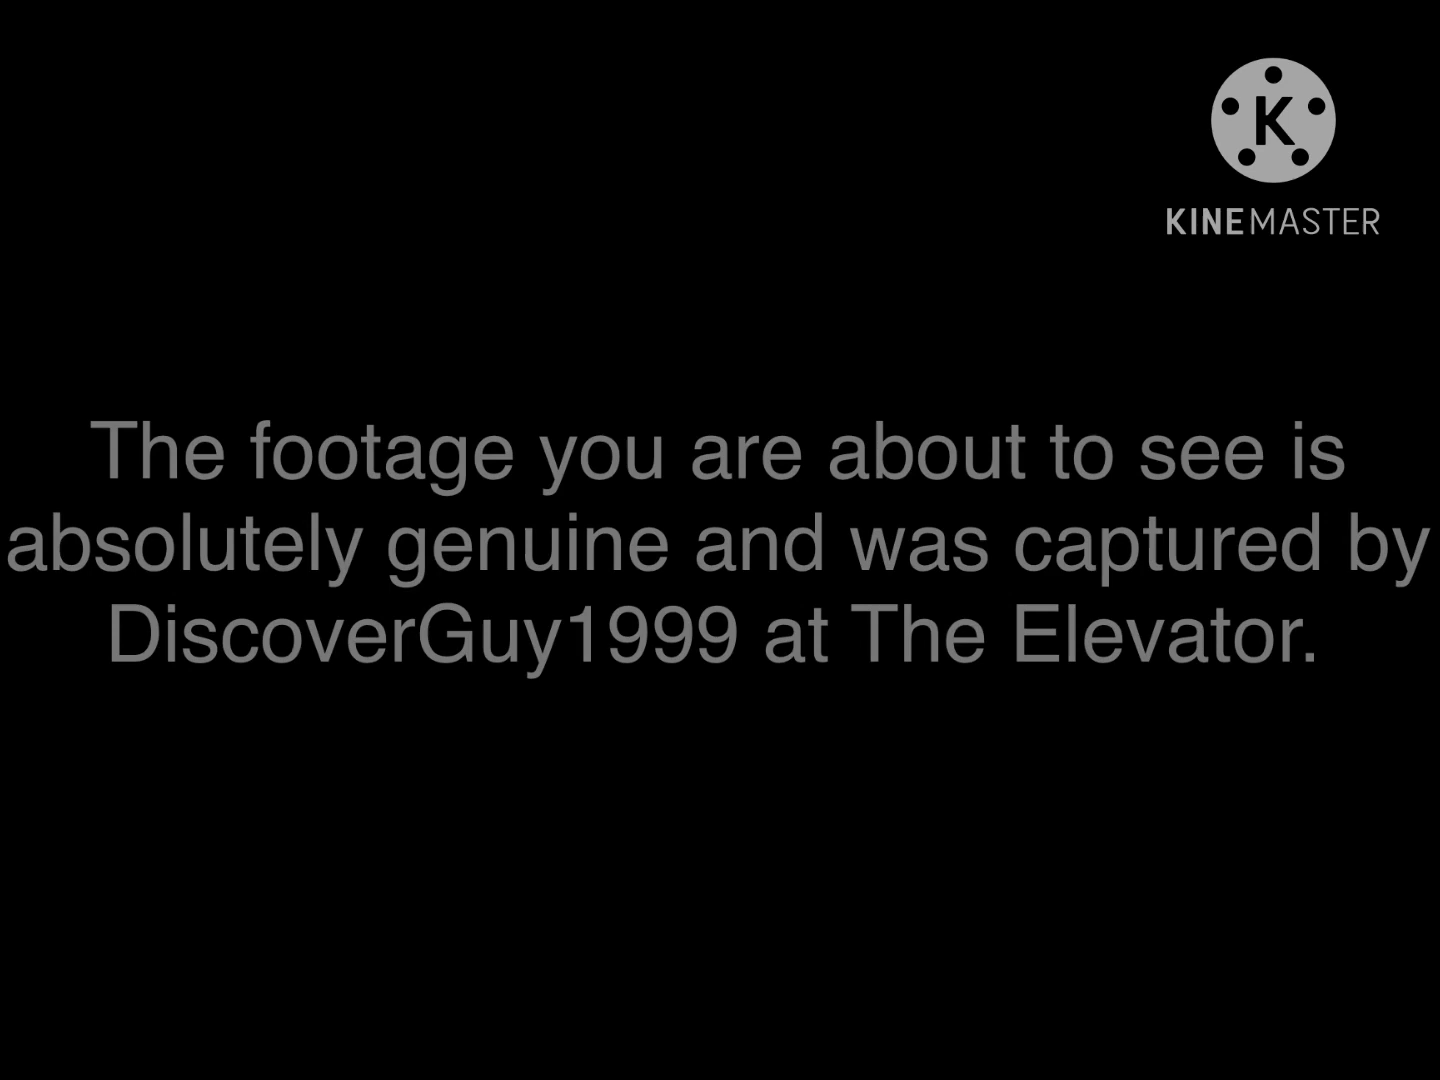 K
KINEMASTER
The footage you are about to see is
absolutely genuine and was captured by
DiscoverGuy1999 at The Elevator.